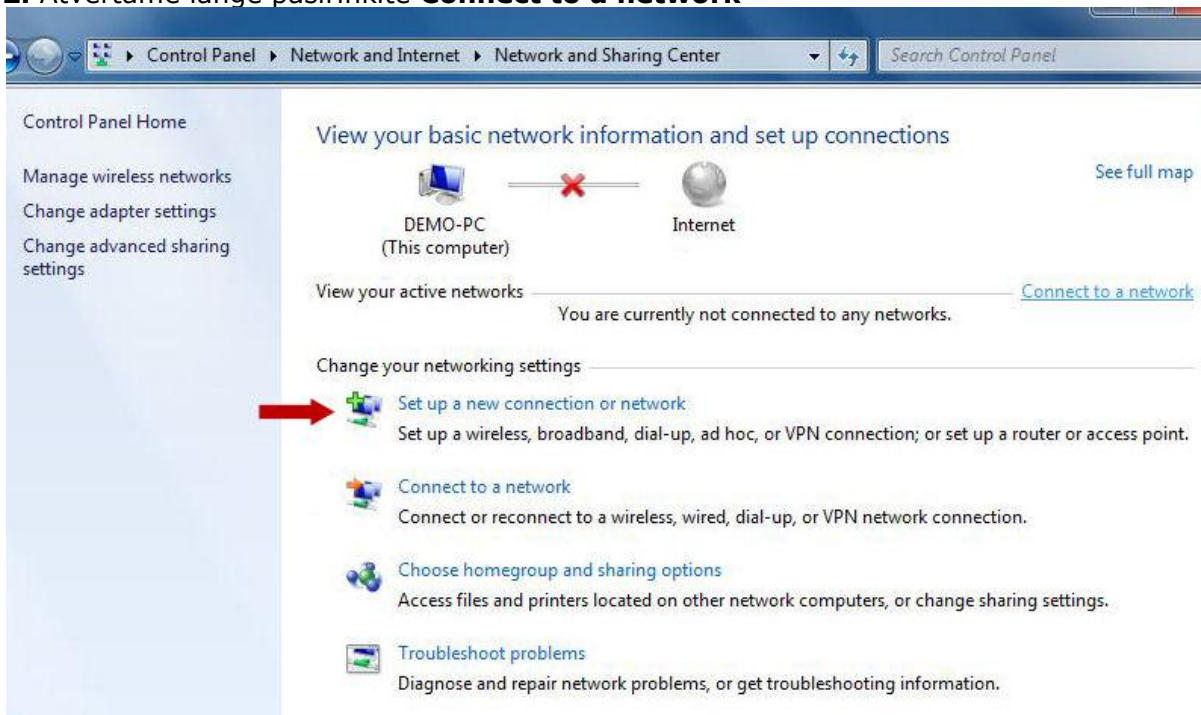 2. Atvertame lange pasirinkite Connect to a network
Control Panel ▸ Network and Internet ▸ Network and Sharing Center
Search Control Panel
Control Panel Home
Manage wireless networks
Change adapter settings
Change advanced sharing
settings
View your basic network information and set up connections
See full map
DEMO-PC
(This computer)
Internet
View your active networks
Connect to a network
You are currently not connected to any networks.
Change your networking settings
Set up a new connection or network
Set up a wireless, broadband, dial-up, ad hoc, or VPN connection; or set up a router or access point.
Connect to a network
Connect or reconnect to a wireless, wired, dial-up, or VPN network connection.
Choose homegroup and sharing options
Access files and printers located on other network computers, or change sharing settings.
Troubleshoot problems
Diagnose and repair network problems, or get troubleshooting information.